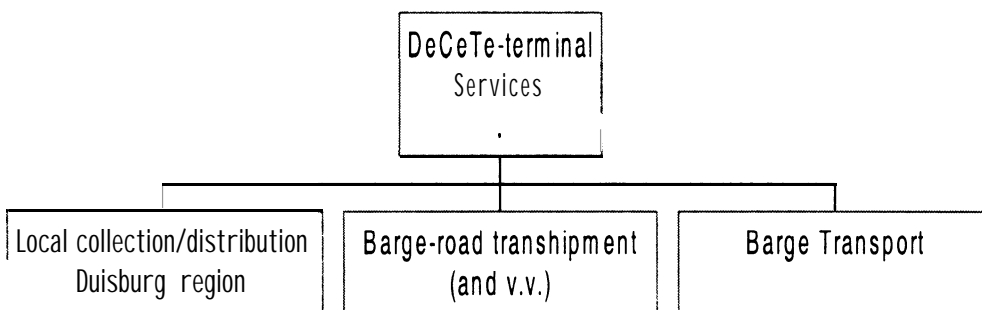 DeCeTe-terminal
Services
Local collection/distribution
Duisburg region
Barge-road transhipment
(and v.v.)
Barge Transport